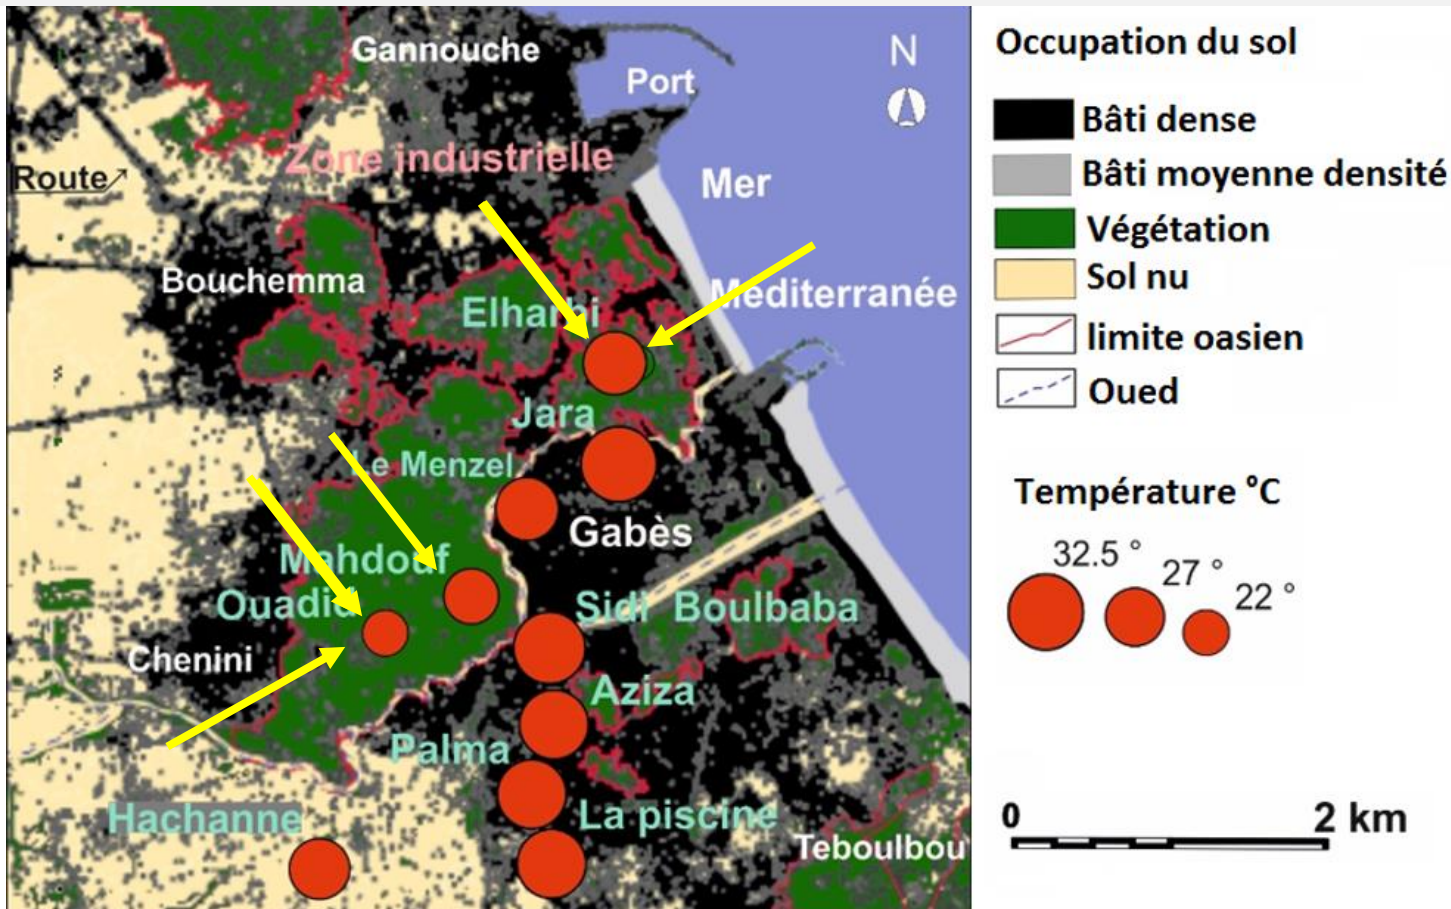 Gannouche
Port
N
Zone industrielle
Route
Mer
Bouchemma
Méditerranée
Elharbi
Jara
Le Menzel
Gabès
Mahdouf
Ouadid
Sidi Boulbaba
Chenini
Aziza
Palma
Hachanne
La piscine
Teboulbou
Occupation du sol
Bâti dense
Bâti moyenne densité
Végétation
Sol nu
limite oasien
Oued
Température °C
32.5 °
27 °
22 °
0 2 km